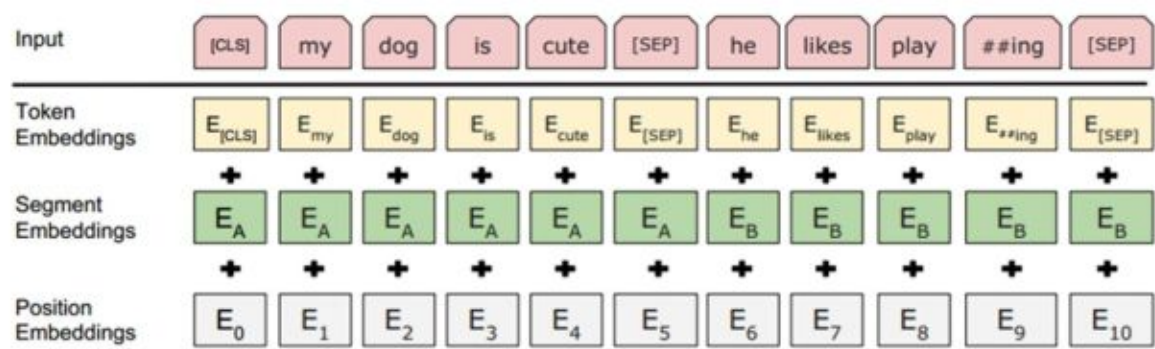 Input [CLS] my dog is cute [SEP] he likes play ##ing [SEP]
Token
Embeddings E[CLS] Emy Edog Eis Ecute E[SEP] Ehe Elikes Eplay E##ing E[SEP]
+ + + + + + + + + + +
Segment
Embeddings EA EA EA EA EA EA EB EB EB EB EB
+ + + + + + + + + + +
Position
Embeddings E0 E1 E2 E3 E4 E5 E6 E7 E8 E9 E10